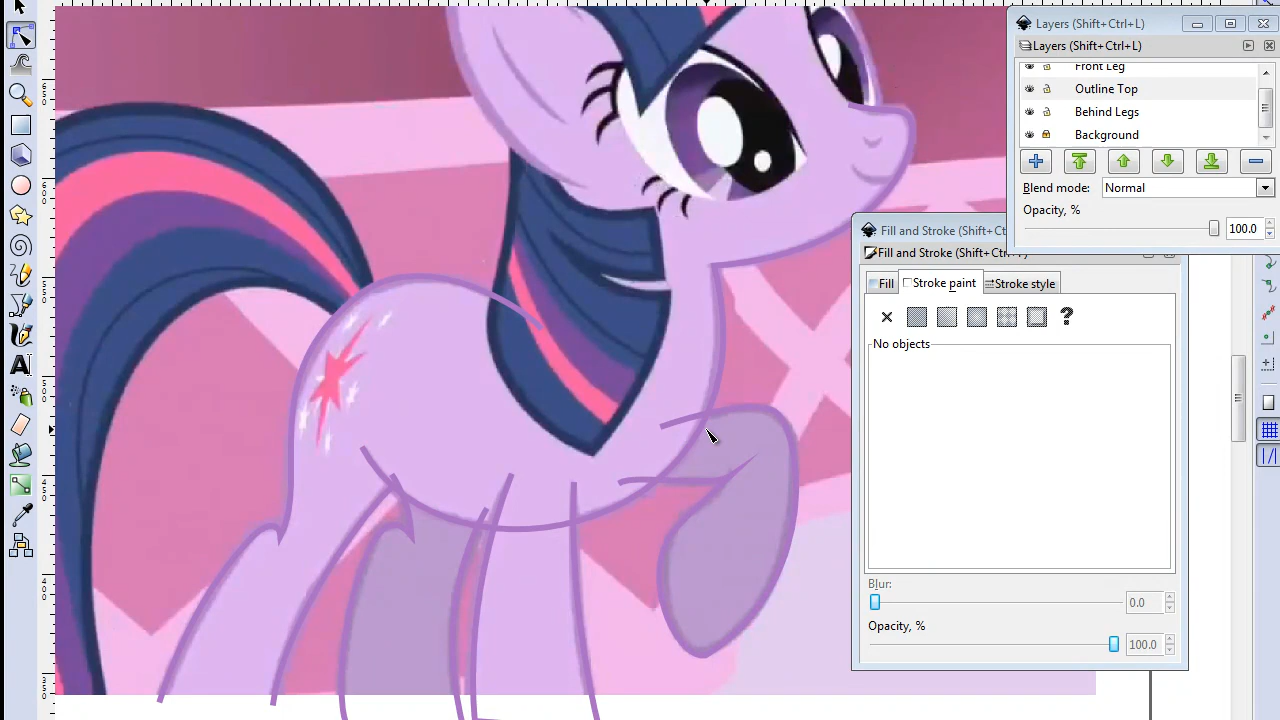 Layers (Shift+Ctrl+L)
Layers (Shift+Ctrl+L)
Front Leg
Outline Top
Behind Legs
Background
Blend mode: Normal
Opacity, %
100.0
Fill and Stroke (Shift+Ct
Fill and Stroke (Shift+Ctrl+F)
Fill
Stroke paint
Stroke style
?
No objects
Blur:
0.0
Opacity, %
100.0